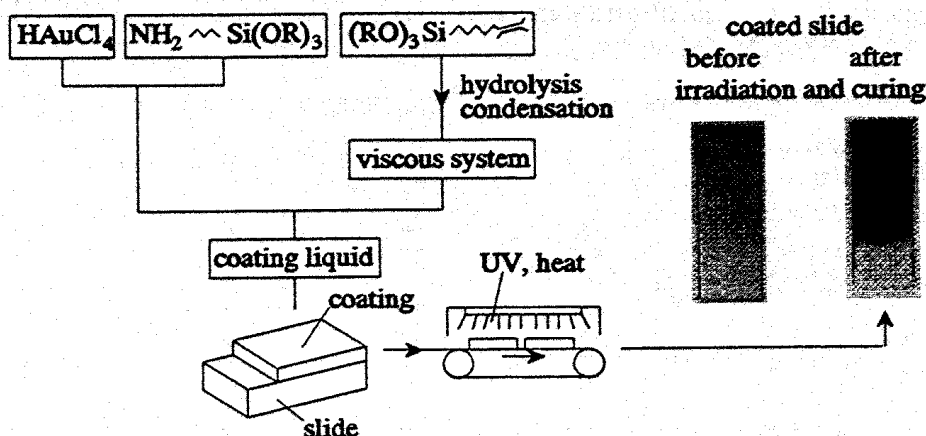 HAuCl4
NH2 Si(OR)3
(RO)3Si
hydrolysis
condensation
viscous system
coating liquid
coating
slide
UV, heat
coated slide
before after
irradiation and curing